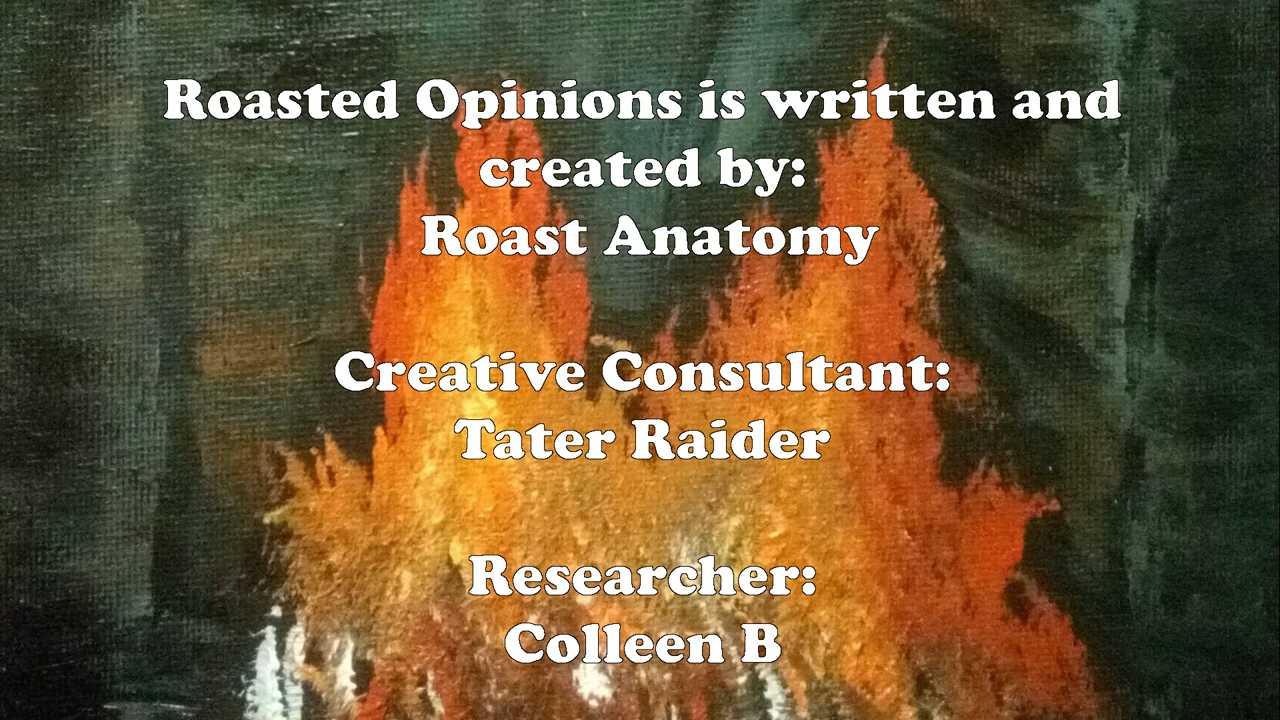 Roasted Opinions is written and
created by:
Roast Anatomy
Creative Consultant:
Tater Raider
Researcher:
Colleen B